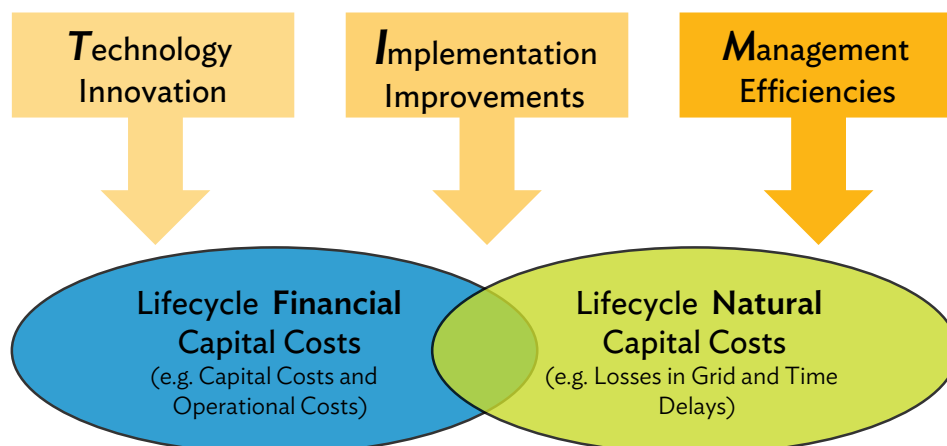 Technology
Innovation
Implementation
Improvements
Management
Efficiencies
Lifecycle Financial
Capital Costs
(e.g. Capital Costs and
Operational Costs)
Lifecycle Natural
Capital Costs
(e.g. Losses in Grid and Time
Delays)